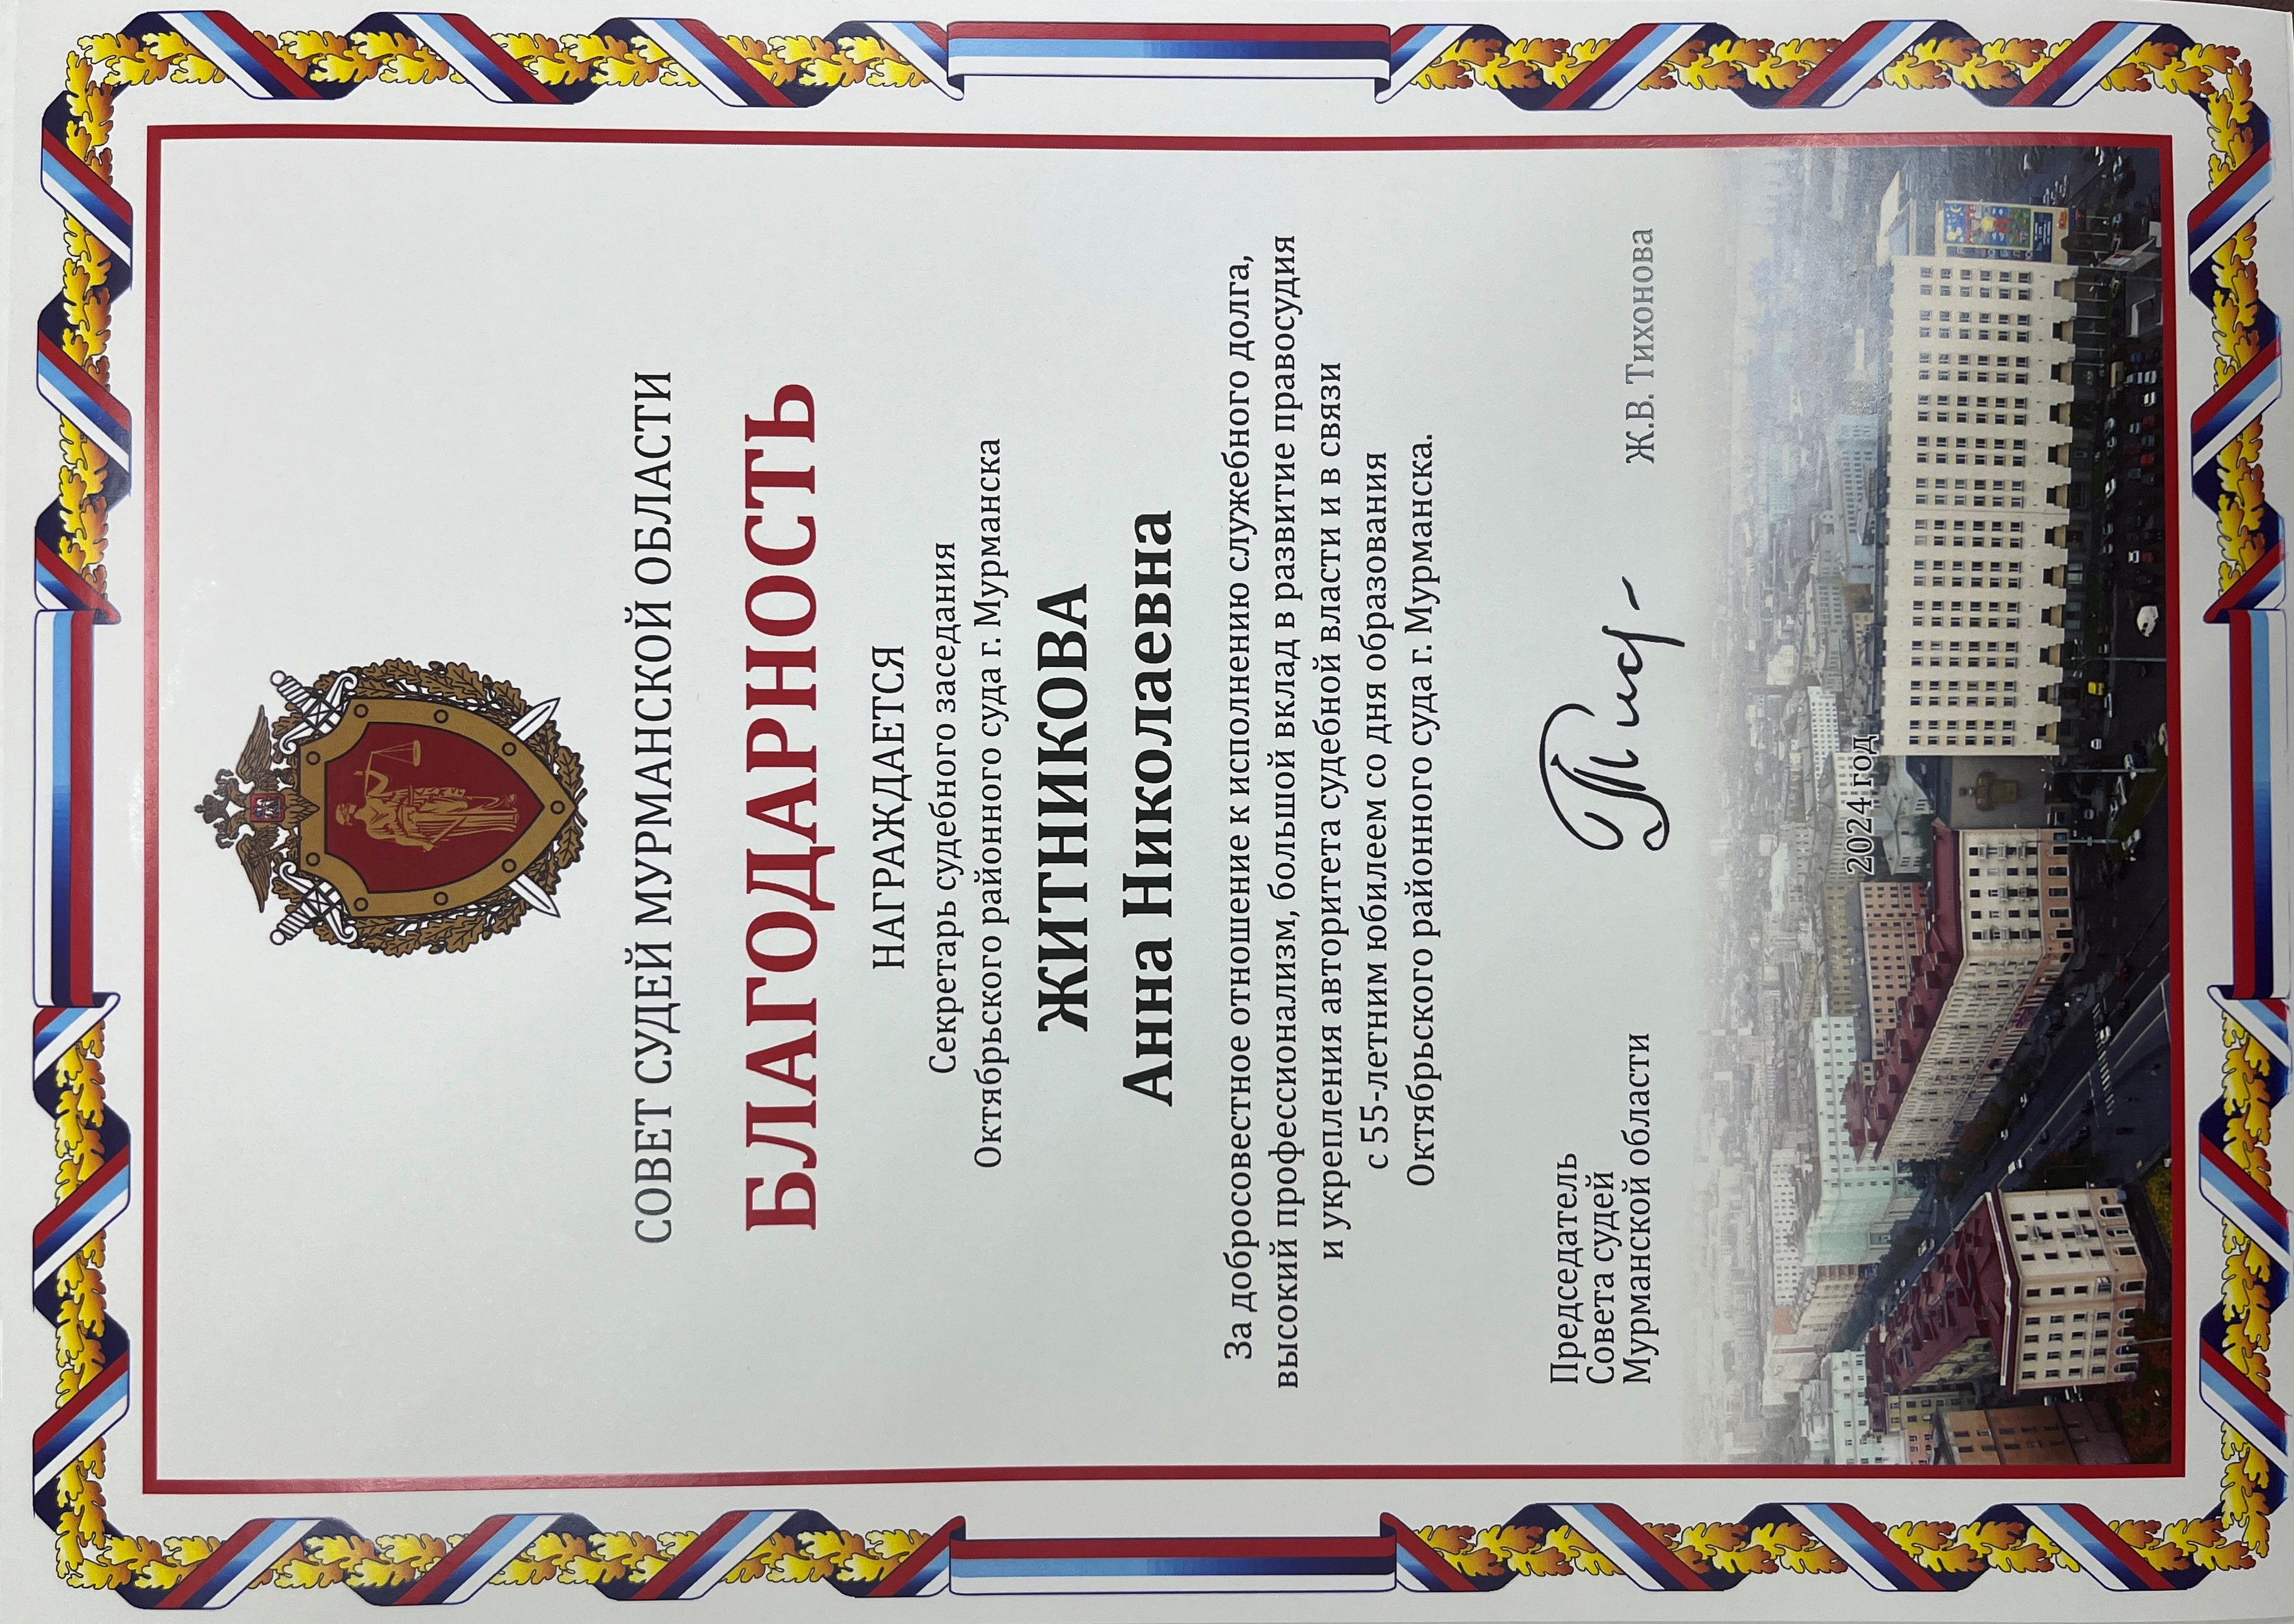 СОВЕТ СУДЕЙ МУРМАНСКОЙ ОБЛАСТИ
БЛАГОДАРНОСТЬ
НАГРАЖДАЕТСЯ
Секретарь судебного заседания
Октябрьского районного суда г. Мурманска
ЖИТНИКОВА
Анна Николаевна
За добросовестное отношение к исполнению служебного долга,
высокий профессионализм, большой вклад в развитие правосудия
и укрепления авторитета судебной власти и в связи
с 55-летним юбилеем со дня образования
Октябрьского районного суда г. Мурманска.
Председатель
Совета судей
Мурманской области
Ж.В. Тихонова
2024 год